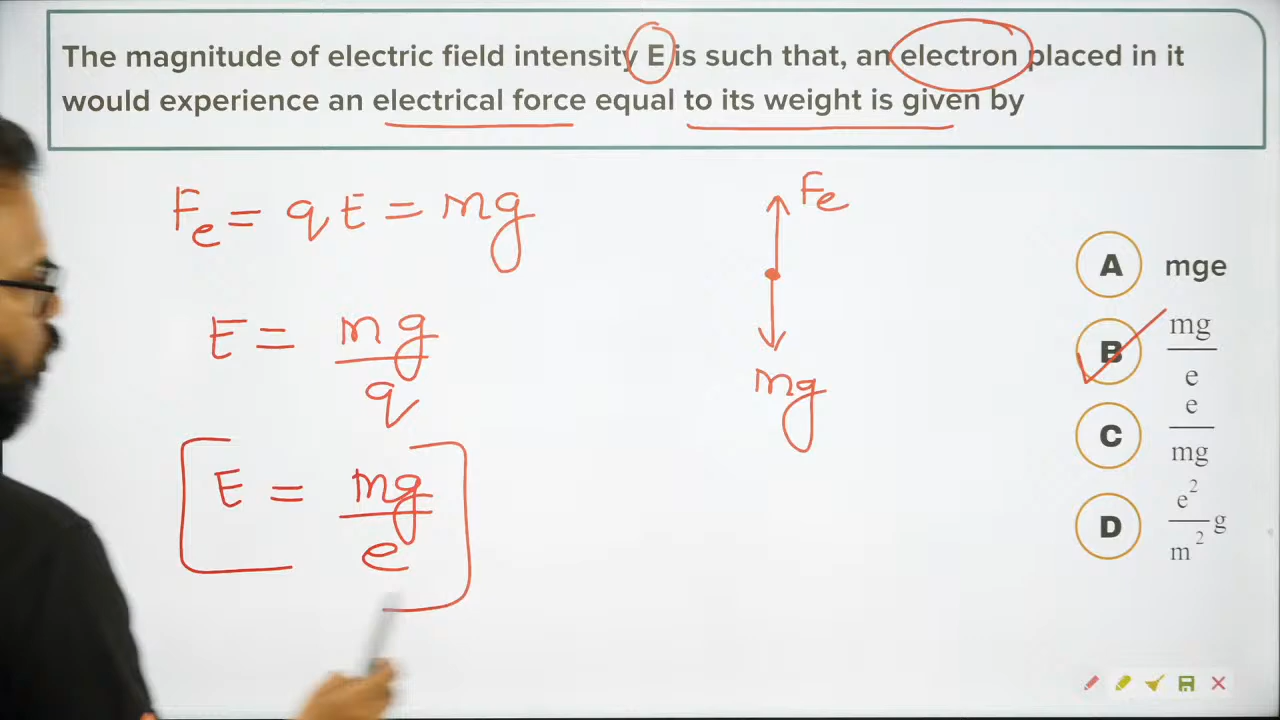 The magnitude of electric field intensity E is such that, an electron placed in it
would experience an electrical force equal to its weight is given by
Fe = qE = mg
E = mg/q
E = mg/e
Fe
mg
A mge
B mg/e
C e/mg
D e²/m² g